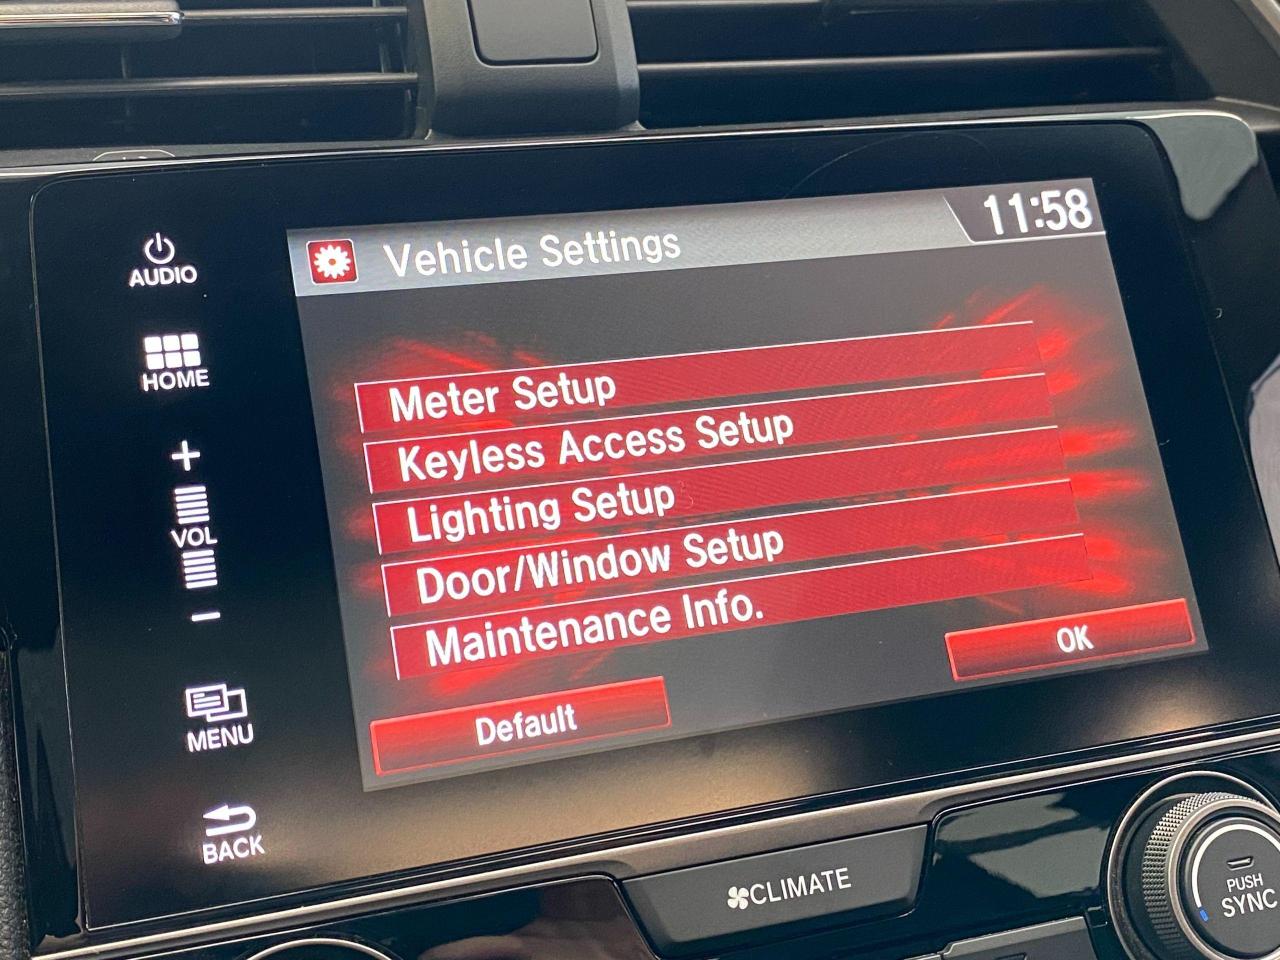 11:58
Vehicle Settings
AUDIO
HOME
Meter Setup
Keyless Access Setup
Lighting Setup
Door/Window Setup
Maintenance Info.
+
VOL
−
OK
Default
MENU
BACK
CLIMATE
PUSH
SYNC